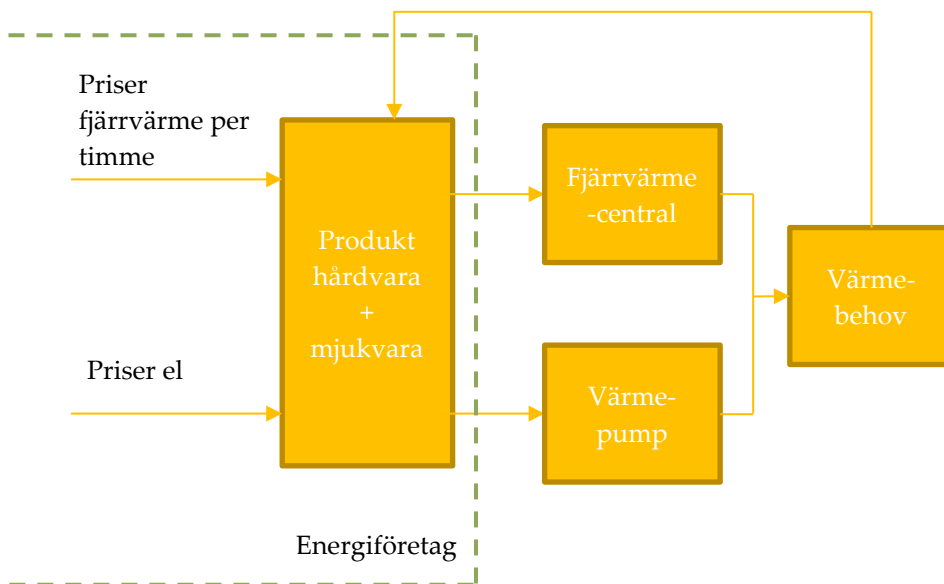 Priser
fjärrvärme per
timme
Produkt
hårdvara
+
mjukvara
Fjärrvärme
-central
Värme-
behov
Priser el
Värme-
pump
Energiföretag